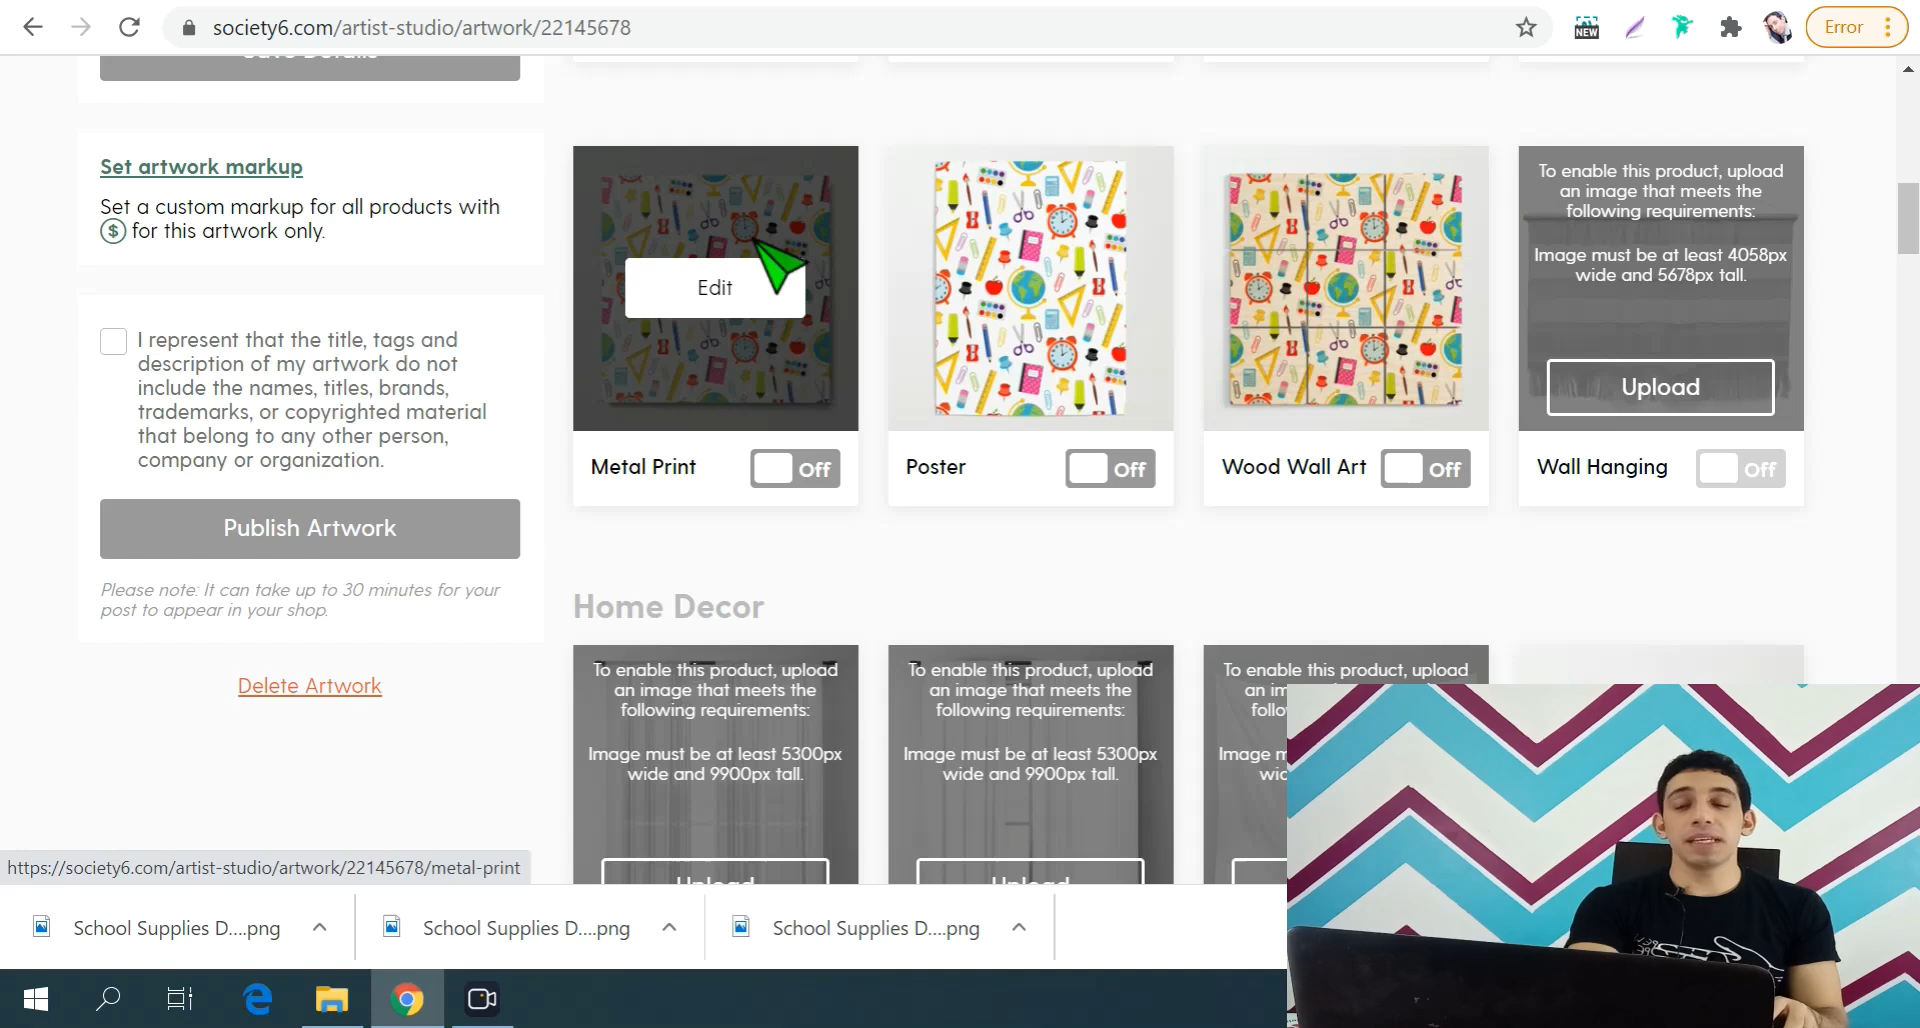 society6.com/artist-studio/artwork/22145678
NEW
Error
Save Details
Set artwork markup
Set a custom markup for all products with
$ for this artwork only.
I represent that the title, tags and
description of my artwork do not
include the names, titles, brands,
trademarks, or copyrighted material
that belong to any other person,
company or organization.
Publish Artwork
Please note: It can take up to 30 minutes for your
post to appear in your shop.
Delete Artwork
Edit
Metal Print
Off
Poster
Off
Wood Wall Art
Off
To enable this product, upload
an image that meets the
following requirements:
Image must be at least 4058px
wide and 5678px tall.
Upload
Wall Hanging
Off
Home Decor
To enable this product, upload
an image that meets the
following requirements:
Image must be at least 5300px
wide and 9900px tall.
Upload
To enable this product, upload
an image that meets the
following requirements:
Image must be at least 5300px
wide and 9900px tall.
Upload
To enable this product, upload
an
Image
https://society6.com/artist-studio/artwork/22145678/metal-print
School Supplies D....png
School Supplies D....png
School Supplies D....png